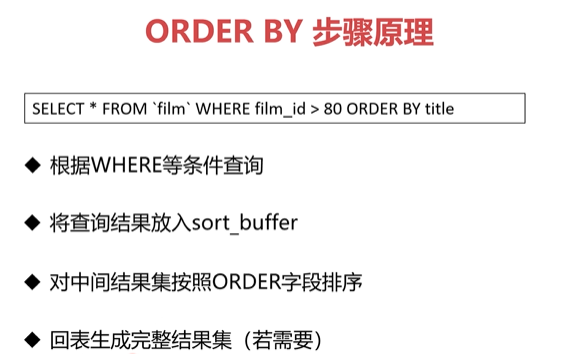 ORDER BY 步骤原理
SELECT * FROM `film` WHERE film_id > 80 ORDER BY title
◆ 根据WHERE等条件查询
◆ 将查询结果放入sort_buffer
◆ 对中间结果集按照ORDER字段排序
◆ 回表生成完整结果集（若需要）